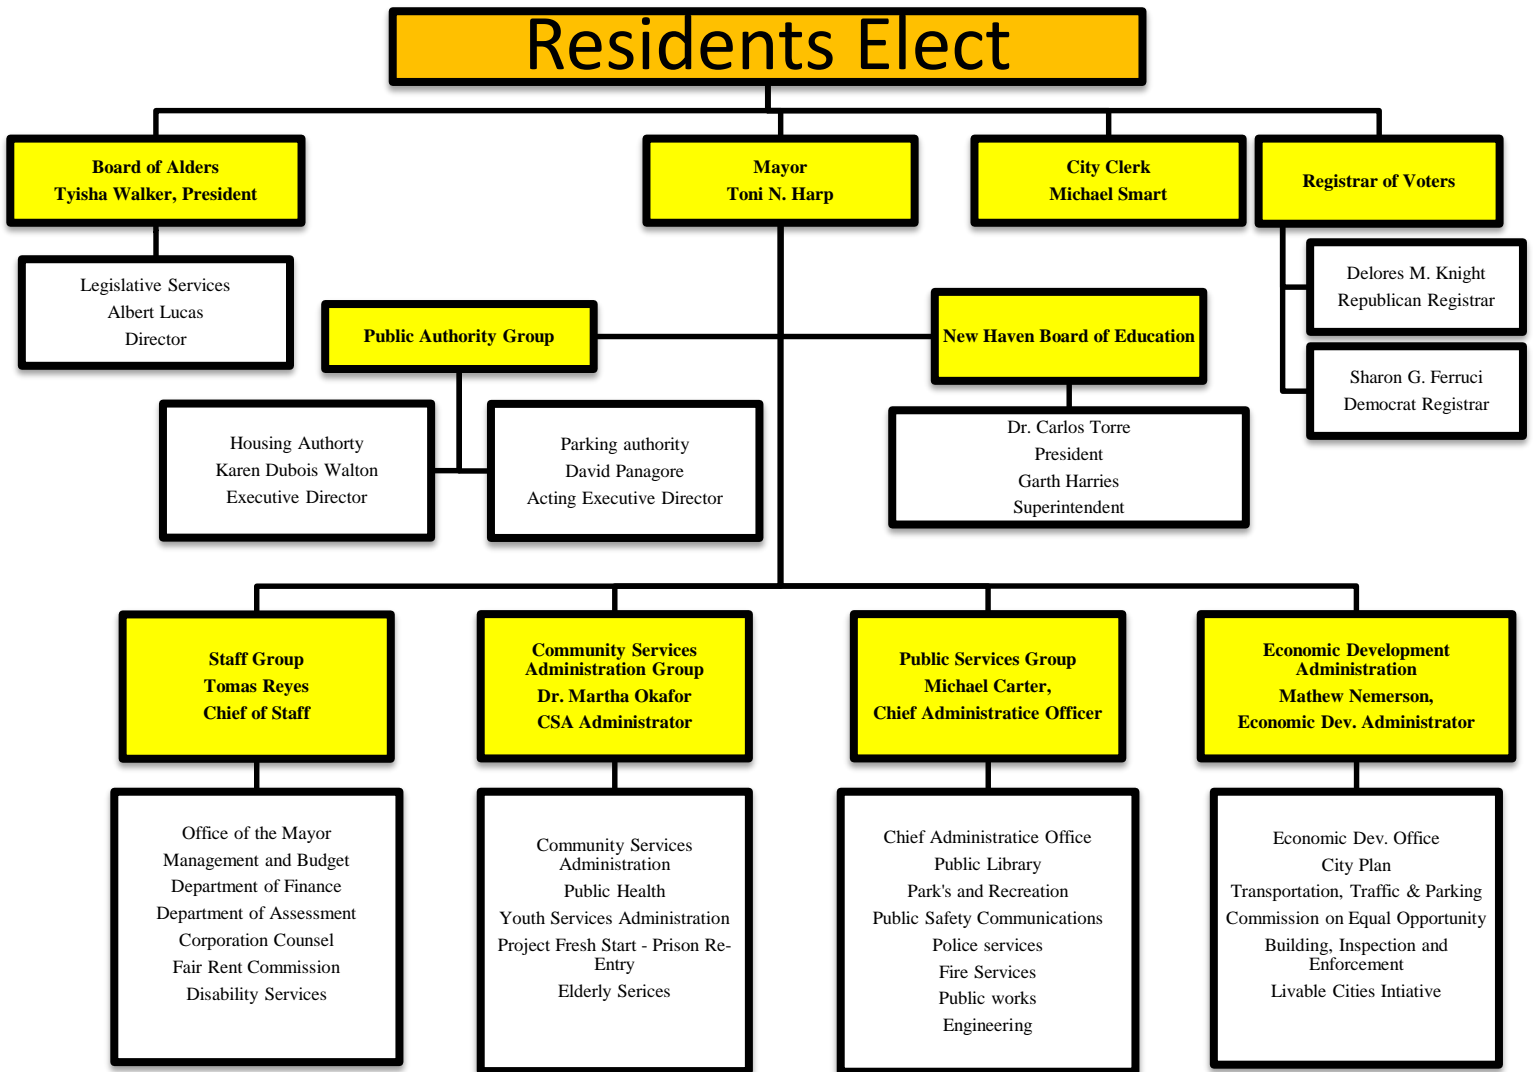 Residents Elect
Board of Alders
Tyisha Walker, President
Mayor
Toni N. Harp
City Clerk
Michael Smart
Registrar of Voters
Legislative Services
Albert Lucas
Director
Delores M. Knight
Republican Registrar
Sharon G. Ferruci
Democrat Registrar
Public Authority Group
New Haven Board of Education
Housing Authorty
Karen Dubois Walton
Executive Director
Parking authority
David Panagore
Acting Executive Director
Dr. Carlos Torre
President
Garth Harries
Superintendent
Staff Group
Tomas Reyes
Chief of Staff
Community Services
Administration Group
Dr. Martha Okafor
CSA Administrator
Public Services Group
Michael Carter,
Chief Administratice Officer
Economic Development
Administration
Mathew Nemerson,
Economic Dev. Administrator
Office of the Mayor
Management and Budget
Department of Finance
Department of Assessment
Corporation Counsel
Fair Rent Commission
Disability Services
Community Services
Administration
Public Health
Youth Services Administration
Project Fresh Start - Prison Re-
Entry
Elderly Serices
Chief Administratice Office
Public Library
Park's and Recreation
Public Safety Communications
Police services
Fire Services
Public works
Engineering
Economic Dev. Office
City Plan
Transportation, Traffic & Parking
Commission on Equal Opportunity
Building, Inspection and
Enforcement
Livable Cities Intiative